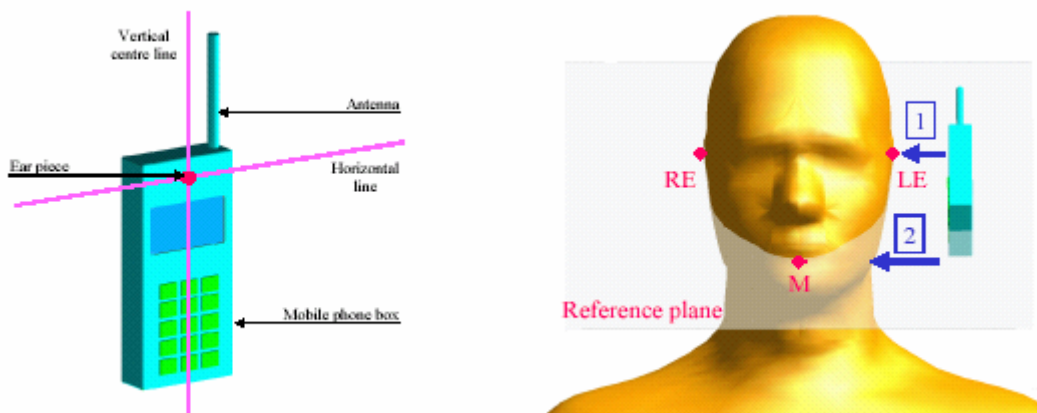 Vertical
centre line
Antenna
Ear piece
Horizontal
line
Mobile phone box
1
RE
LE
2
M
Reference plane